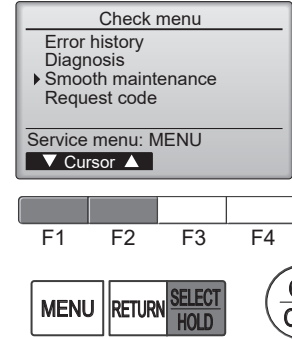 Check menu
Error history
Diagnosis
Smooth maintenance
Request code
Service menu: MENU
▼ Cursor ▲
F1 F2 F3 F4
MENU RETURN SELECT
HOLD